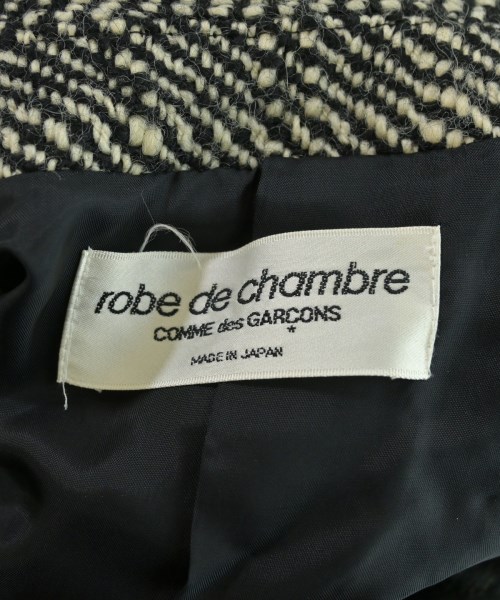 robe de chambre
COMME des GARÇONS
*
MADE IN JAPAN